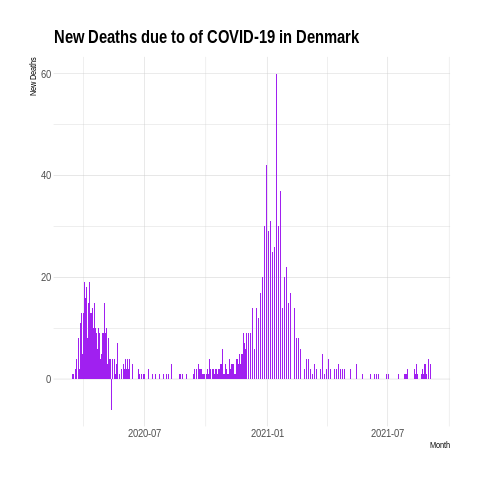 New Deaths due to of COVID-19 in Denmark
New Deaths
60
40
20
0
2020-07
2021-01
2021-07
Month